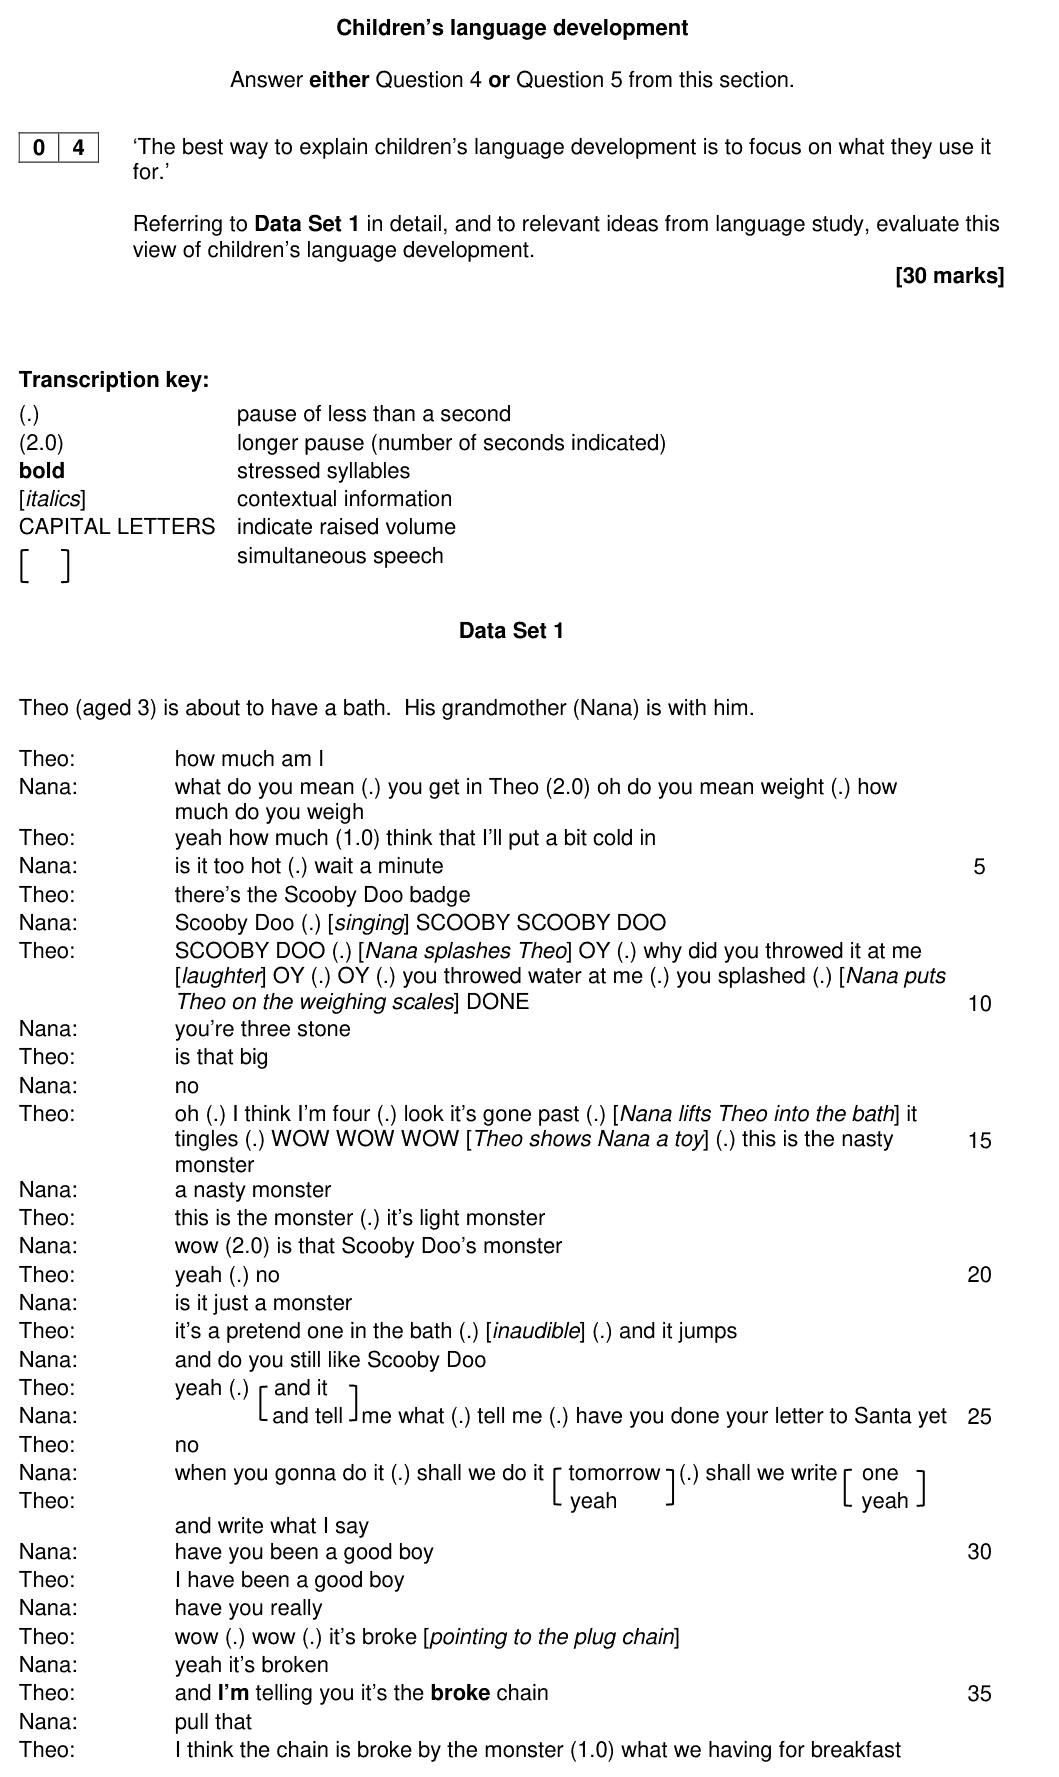 Children's language development
Answer either Question 4 or Question 5 from this section.
0 4 ‘The best way to explain children's language development is to focus on what they use it
for.’
Referring to Data Set 1 in detail, and to relevant ideas from language study, evaluate this
view of children's language development.
[30 marks]
Transcription key:
(.) pause of less than a second
(2.0) longer pause (number of seconds indicated)
bold stressed syllables
[italics] contextual information
CAPITAL LETTERS indicate raised volume
[ ] simultaneous speech
Data Set 1
Theo (aged 3) is about to have a bath. His grandmother (Nana) is with him.
Theo: how much am I
Nana: what do you mean (.) you get in Theo (2.0) oh do you mean weight (.) how
much do you weigh
Theo: yeah how much (1.0) think that I'll put a bit cold in
Nana: is it too hot (.) wait a minute 5
Theo: there's the Scooby Doo badge
Nana: Scooby Doo (.) [singing] SCOOBY SCOOBY DOO
Theo: SCOOBY DOO (.) [Nana splashes Theo] OY (.) why did you throwed it at me
[laughter] OY (.) OY (.) you throwed water at me (.) you splashed (.) [Nana puts
Theo on the weighing scales] DONE 10
Nana: you're three stone
Theo: is that big
Nana: no
Theo: oh (.) I think I'm four (.) look it's gone past (.) [Nana lifts Theo into the bath] it
tingles (.) WOW WOW WOW [Theo shows Nana a toy] (.) this is the nasty 15
monster
Nana: a nasty monster
Theo: this is the monster (.) it's light monster
Nana: wow (2.0) is that Scooby Doo's monster
Theo: yeah (.) no 20
Nana: is it just a monster
Theo: it's a pretend one in the bath (.) [inaudible] (.) and it jumps
Nana: and do you still like Scooby Doo
Theo: yeah (.) [ and it ]
Nana: [ and tell ] me what (.) tell me (.) have you done your letter to Santa yet 25
Theo: no
Nana: when you gonna do it (.) shall we do it [ tomorrow ] (.) shall we write [ one ]
Theo: [ yeah ] [ yeah ]
and write what I say
Nana: have you been a good boy 30
Theo: I have been a good boy
Nana: have you really
Theo: wow (.) wow (.) it's broke [pointing to the plug chain]
Nana: yeah it's broken
Theo: and I'm telling you it's the broke chain 35
Nana: pull that
Theo: I think the chain is broke by the monster (1.0) what we having for breakfast